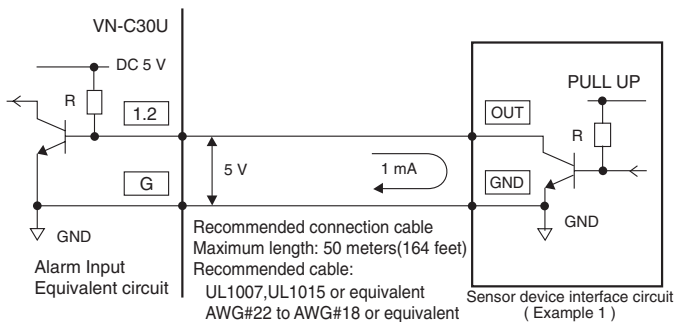 VN-C30U
DC 5 V
R
1.2
G
GND
Alarm Input
Equivalent circuit
5 V
1 mA
Recommended connection cable
Maximum length: 50 meters(164 feet)
Recommended cable:
UL1007,UL1015 or equivalent
AWG#22 to AWG#18 or equivalent
PULL UP
OUT
R
GND
GND
Sensor device interface circuit
( Example 1 )